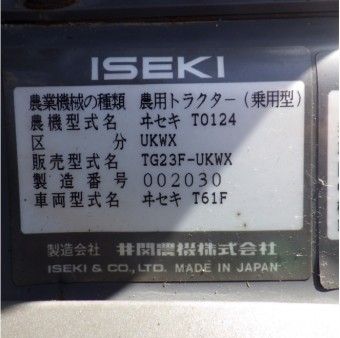 ISEKI
農業機械の種類 農用トラクター(乗用型)
農機型式名 ヰセキ TO124
区分 UKWX
販売型式名 TG23F-UKWX
製造番号 002030
車両型式名 ヰセキ T61F
製造会社 井関農機株式会社
ISEKI & CO., LTD. MADE IN JAPAN